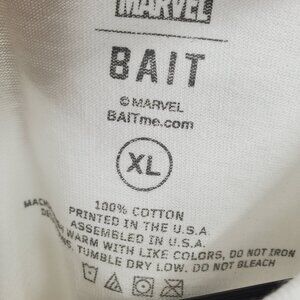 MARVEL
BAIT
© MARVEL
BAITme.com
XL
100% COTTON
PRINTED IN THE U.S.A.
ASSEMBLED IN U.S.A.
WARM WITH LIKE COLORS, DO NOT IRON
TUMBLE DRY LOW. DO NOT BLEACH